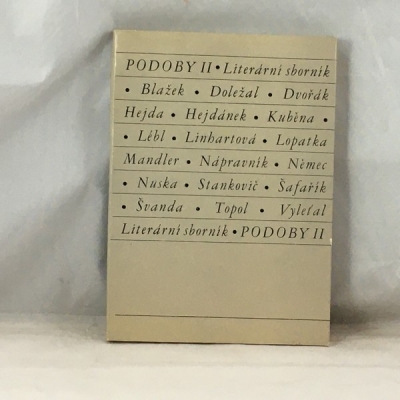 PODOBY II • Literární sborník
• Blažek • Doležal • Dvořák
Hejda • Hejdánek • Kuběna •
• Lébl • Linhartová • Lopatka
Mandler • Nápravník • Němec
• Nuska • Stankovič • Šafařík
• Švanda • Topol • Vyleťal
Literární sborník • PODOBY II